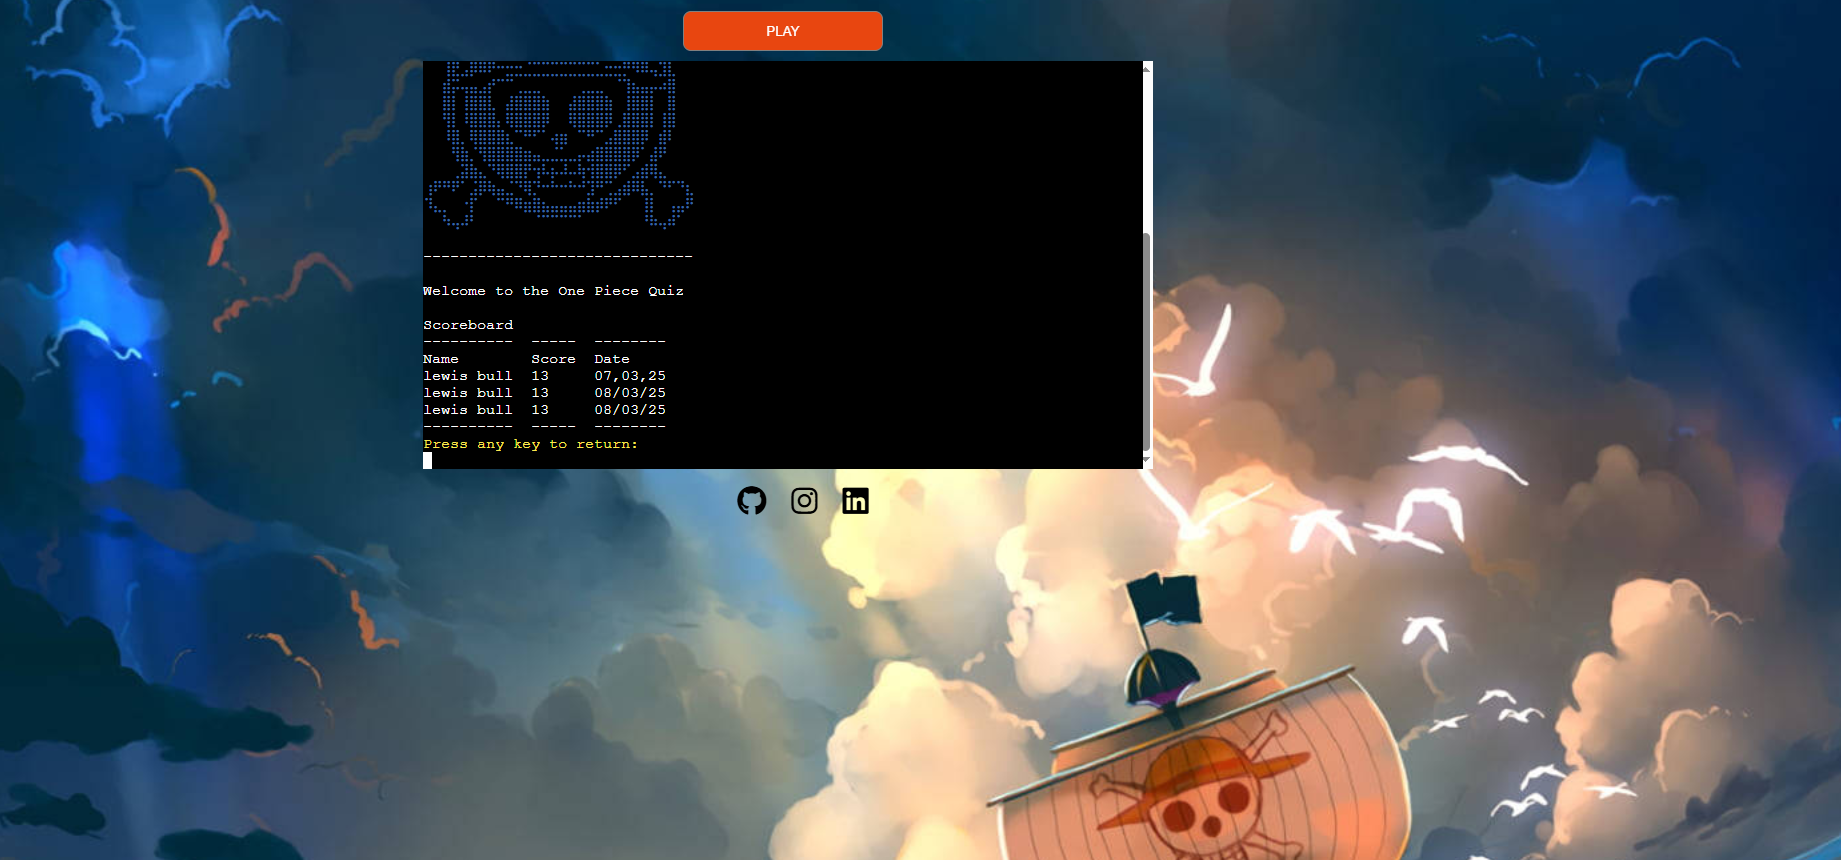 PLAY
------------------------------
Welcome to the One Piece Quiz
Scoreboard
----------  -----  --------
Name        Score  Date
lewis bull  13     07,03,25
lewis bull  13     08/03/25
lewis bull  13     08/03/25
----------  -----  --------
Press any key to return:
in